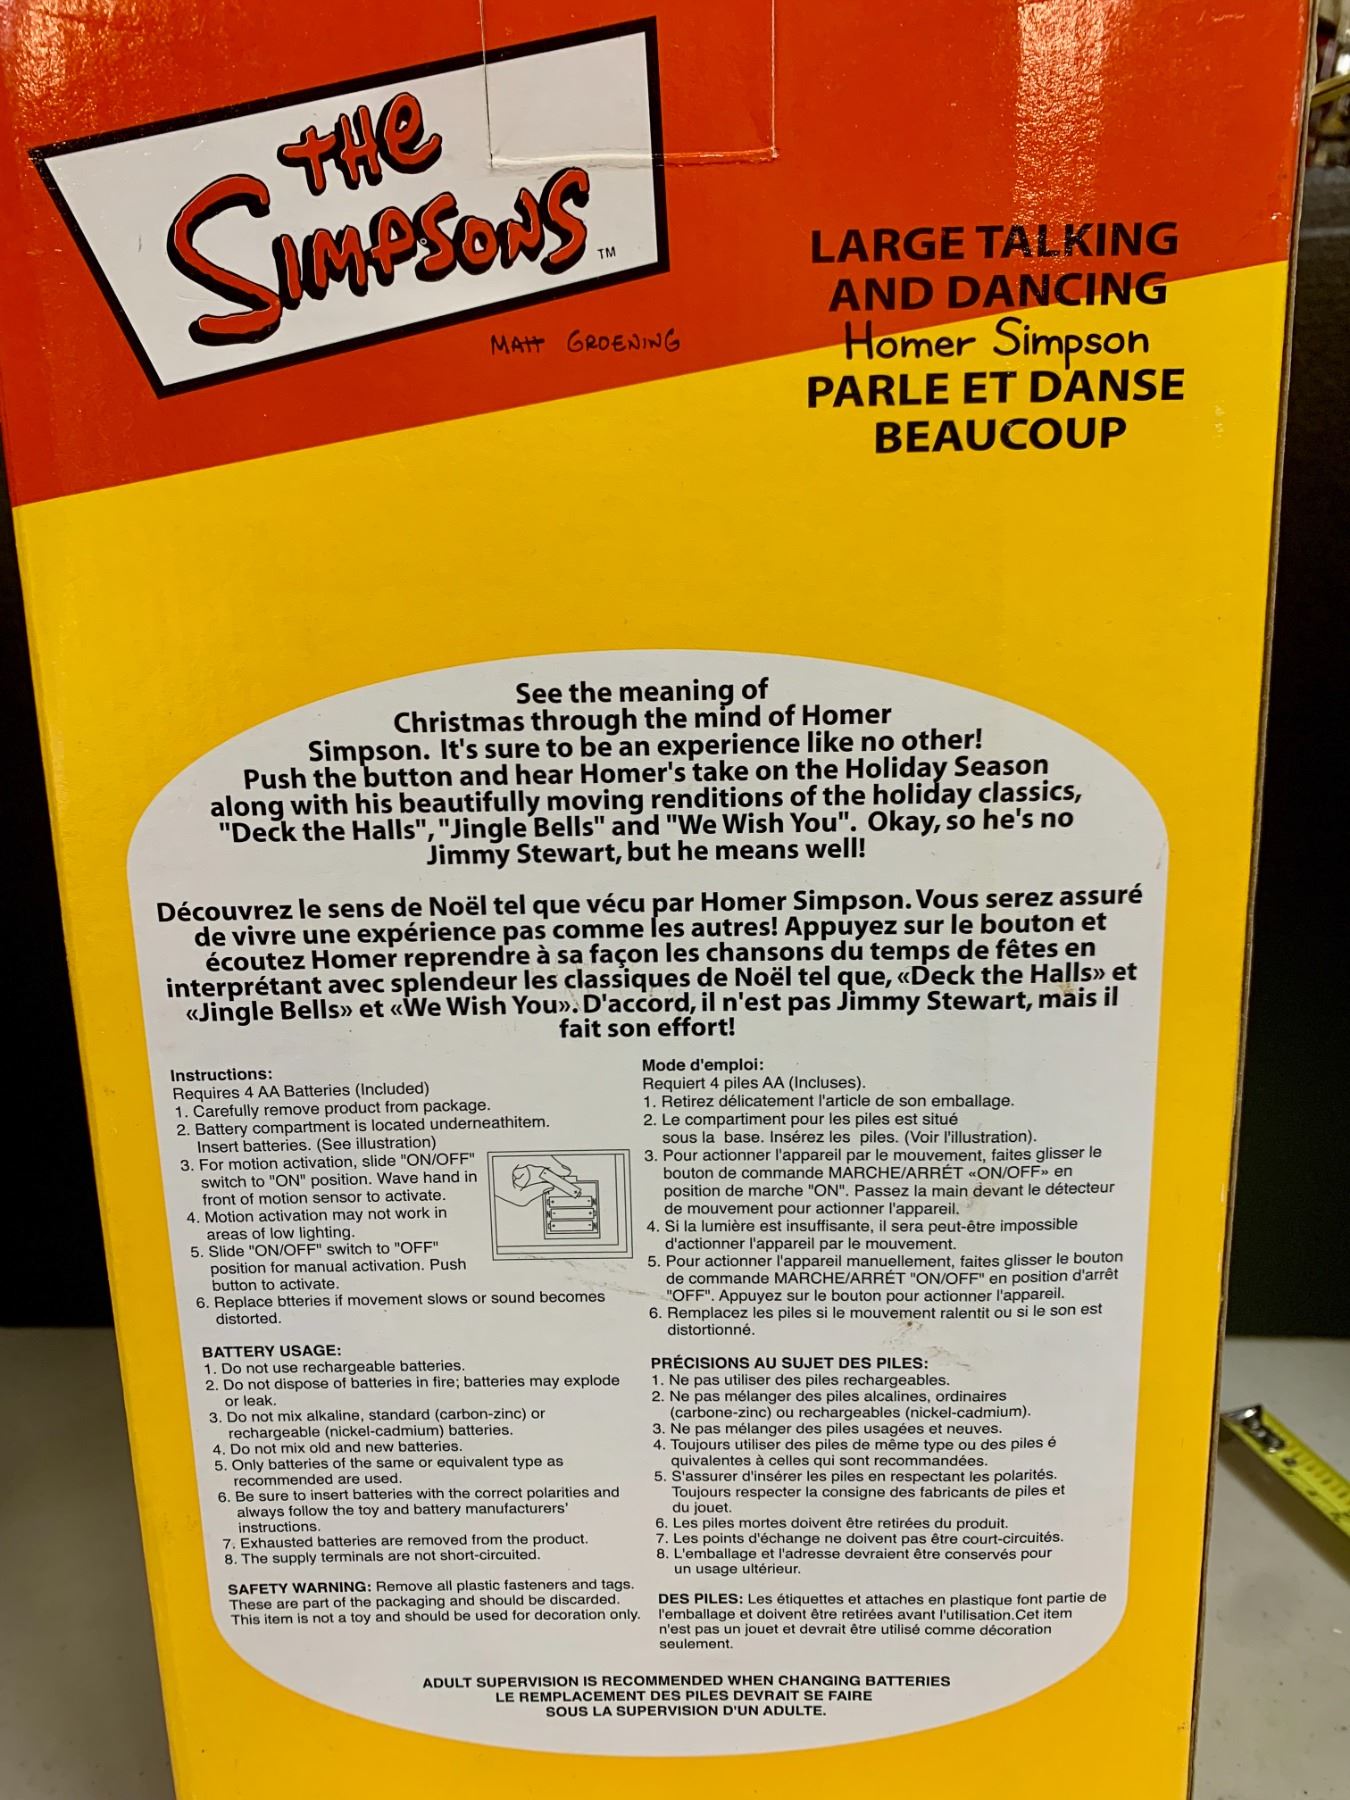 THE
SIMPSONS
TM
MATT GROENING
LARGE TALKING
AND DANCING
Homer Simpson
PARLE ET DANSE
BEAUCOUP
See the meaning of
Christmas through the mind of Homer
Simpson. It's sure to be an experience like no other!
Push the button and hear Homer's take on the Holiday Season
along with his beautifully moving renditions of the holiday classics,
"Deck the Halls", "Jingle Bells" and "We Wish You". Okay, so he's no
Jimmy Stewart, but he means well!
Découvrez le sens de Noël tel que vécu par Homer Simpson. Vous serez assuré
de vivre une expérience pas comme les autres! Appuyez sur le bouton et
écoutez Homer reprendre à sa façon les chansons du temps de fêtes en
interprétant avec splendeur les classiques de Noël tel que, «Deck the Halls» et
«Jingle Bells» et «We Wish You». D'accord, il n'est pas Jimmy Stewart, mais il
fait son effort!
Instructions:
Requires 4 AA Batteries (Included)
1. Carefully remove product from package.
2. Battery compartment is located underneathitem.
Insert batteries. (See illustration)
3. For motion activation, slide "ON/OFF"
switch to "ON" position. Wave hand in
front of motion sensor to activate.
4. Motion activation may not work in
areas of low lighting.
5. Slide "ON/OFF" switch to "OFF"
position for manual activation. Push
button to activate.
6. Replace btteries if movement slows or sound becomes
distorted.
BATTERY USAGE:
1. Do not use rechargeable batteries.
2. Do not dispose of batteries in fire; batteries may explode
or leak.
3. Do not mix alkaline, standard (carbon-zinc) or
rechargeable (nickel-cadmium) batteries.
4. Do not mix old and new batteries.
5. Only batteries of the same or equivalent type as
recommended are used.
6. Be sure to insert batteries with the correct polarities and
always follow the toy and battery manufacturers'
instructions.
7. Exhausted batteries are removed from the product.
8. The supply terminals are not short-circuited.
SAFETY WARNING: Remove all plastic fasteners and tags.
These are part of the packaging and should be discarded.
This item is not a toy and should be used for decoration only.
Mode d'emploi:
Requiert 4 piles AA (Incluses).
1. Retirez délicatement l'article de son emballage.
2. Le compartiment pour les piles est situé
sous la base. Insérez les piles. (Voir l'illustration).
3. Pour actionner l'appareil par le mouvement, faites glisser le
bouton de commande MARCHE/ARRÉT «ON/OFF» en
position de marche "ON". Passez la main devant le détecteur
de mouvement pour actionner l'appareil.
4. Si la lumière est insuffisante, il sera peut-être impossible
d'actionner l'appareil par le mouvement.
5. Pour actionner l'appareil manuellement, faites glisser le bouton
de commande MARCHE/ARRÉT "ON/OFF" en position d'arrêt
"OFF". Appuyez sur le bouton pour actionner l'appareil.
6. Remplacez les piles si le mouvement ralentit ou si le son est
distortionné.
PRÉCISIONS AU SUJET DES PILES:
1. Ne pas utiliser des piles rechargeables.
2. Ne pas mélanger des piles alcalines, ordinaires
(carbone-zinc) ou rechargeables (nickel-cadmium).
3. Ne pas mélanger des piles usagées et neuves.
4. Toujours utiliser des piles de même type ou des piles é
quivalentes à celles qui sont recommandées.
5. S'assurer d'insérer les piles en respectant les polarités.
Toujours respecter la consigne des fabricants de piles et
du jouet.
6. Les piles mortes doivent être retirées du produit.
7. Les points d'échange ne doivent pas être court-circuités.
8. L'emballage et l'adresse devraient être conservés pour
un usage ultérieur.
DES PILES: Les étiquettes et attaches en plastique font partie de
l'emballage et doivent être retirées avant l'utilisation.Cet item
n'est pas un jouet et devrait être utilisé comme décoration
seulement.
ADULT SUPERVISION IS RECOMMENDED WHEN CHANGING BATTERIES
LE REMPLACEMENT DES PILES DEVRAIT SE FAIRE
SOUS LA SUPERVISION D'UN ADULTE.